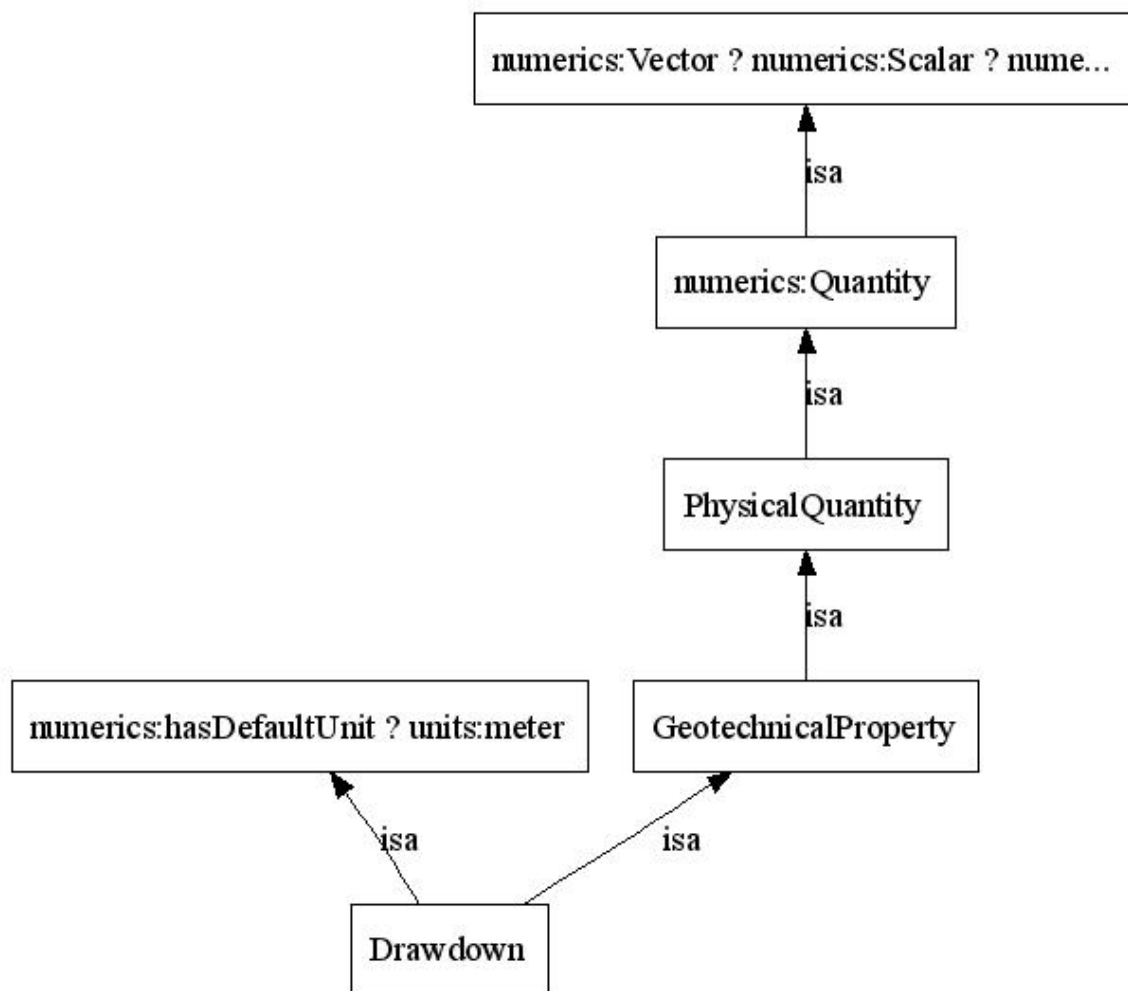 numerics:Vector ? numerics:Scalar ? nume...
isa
numerics:Quantity
isa
PhysicalQuantity
isa
numerics:hasDefaultUnit ? units:meter
GeotechnicalProperty
isa
isa
Drawdown